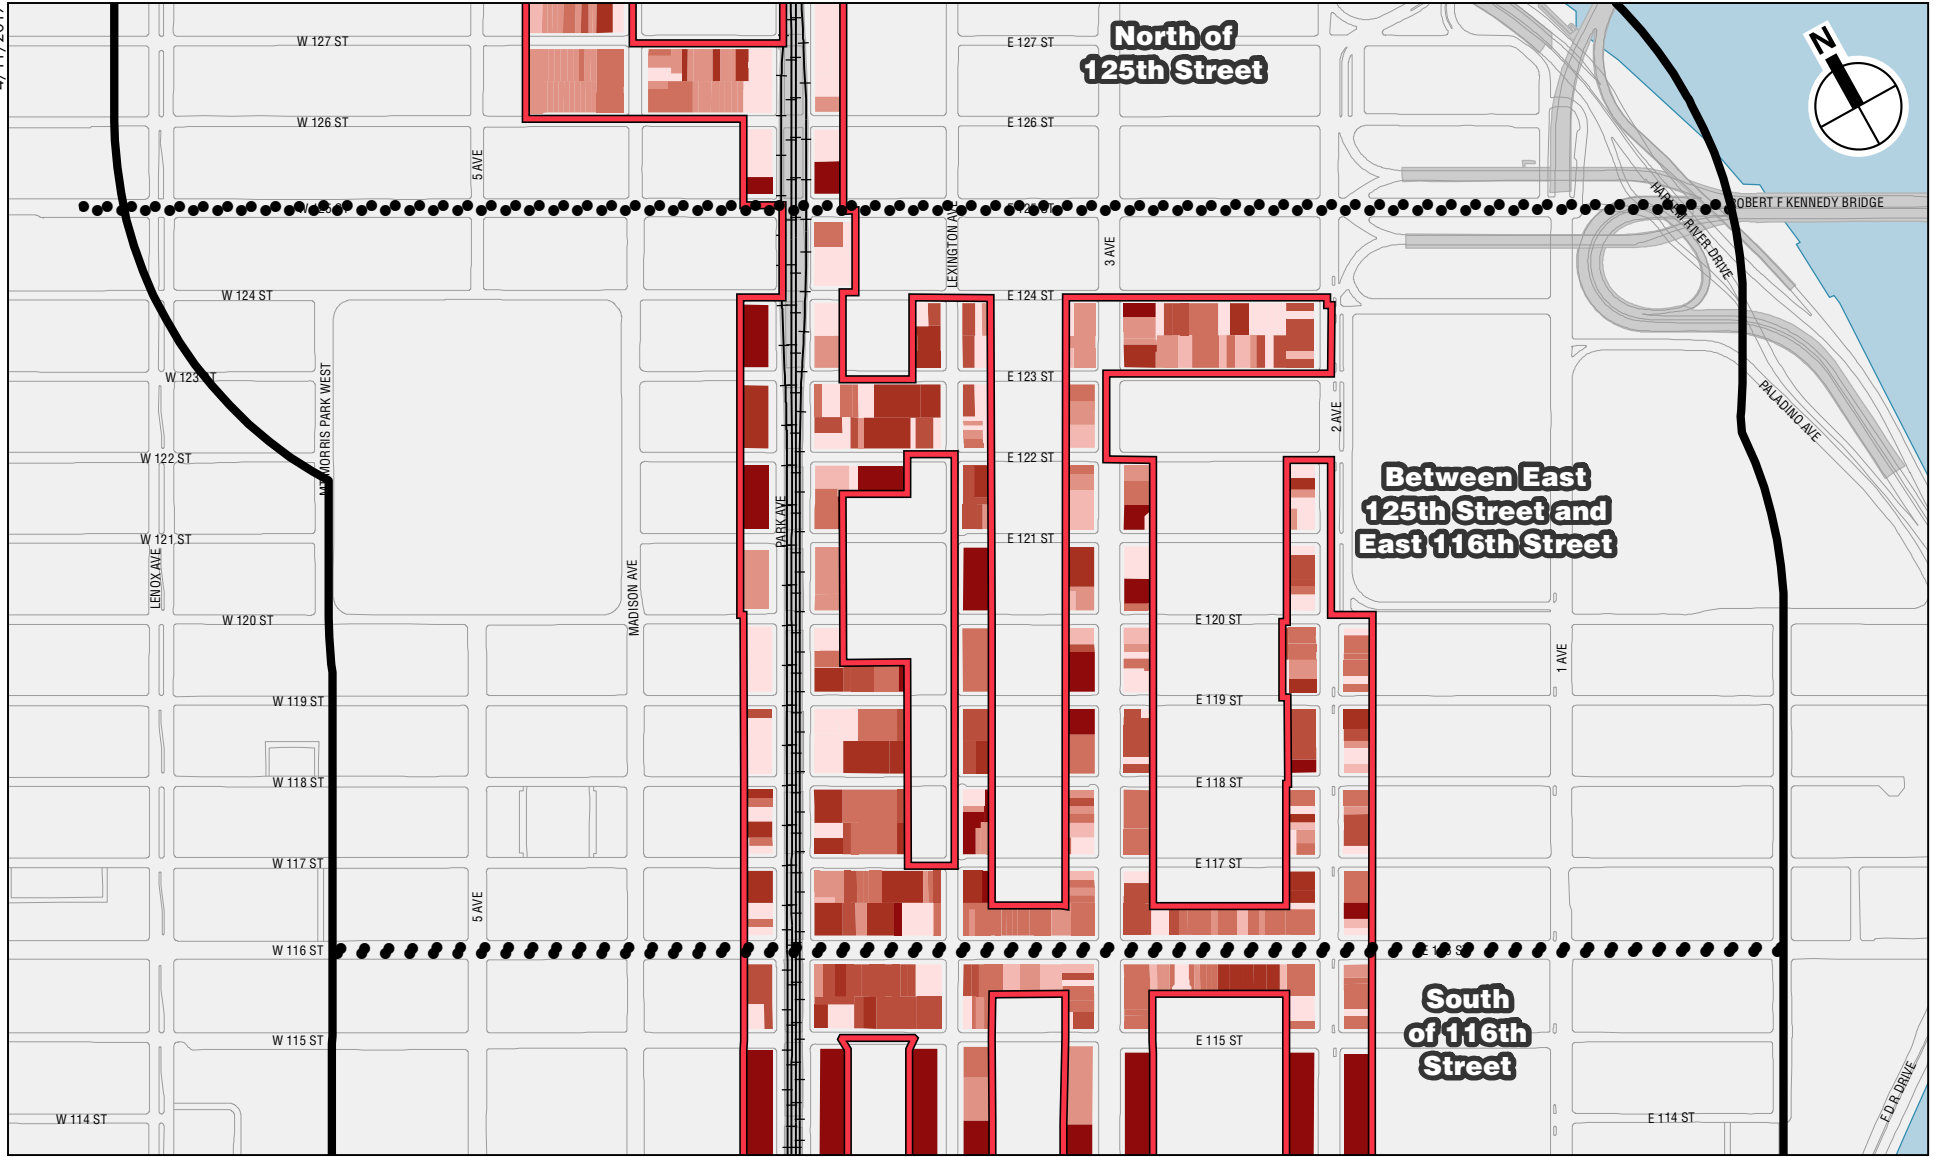 W 127 ST
E 127 ST
North of
125th Street
N
W 126 ST
E 126 ST
5 AVE
HARLEM RIVER DRIVE
ROBERT F KENNEDY BRIDGE
LEXINGTON AVE
3 AVE
W 124 ST
E 124 ST
W 123 ST
E 123 ST
MT MORRIS PARK WEST
2 AVE
PALADINO AVE
W 122 ST
E 122 ST
Between East
125th Street and
East 116th Street
PARK AVE
W 121 ST
E 121 ST
LENOX AVE
MADISON AVE
W 120 ST
E 120 ST
1 AVE
W 119 ST
E 119 ST
W 118 ST
E 118 ST
W 117 ST
E 117 ST
5 AVE
W 116 ST
South
of 116th
Street
W 115 ST
E 115 ST
W 114 ST
E 114 ST
F D R DRIVE